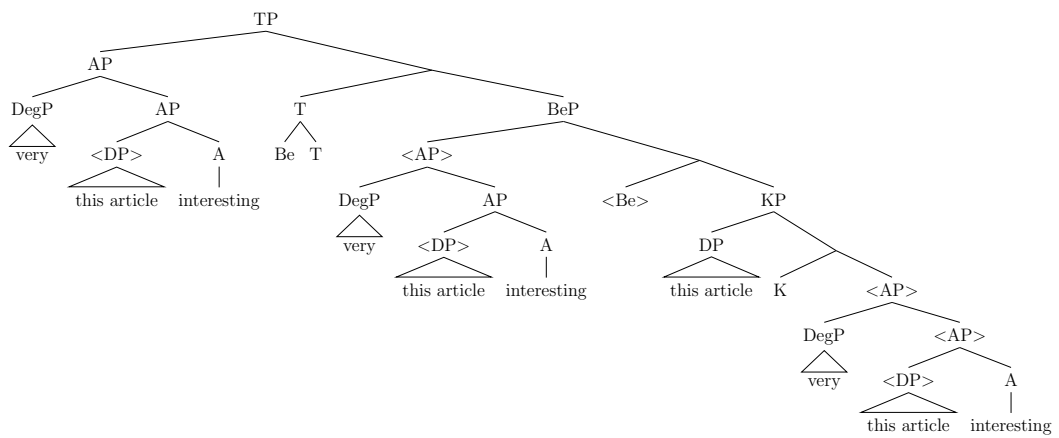 TP
AP
DegP AP T BeP
very <DP> A Be T <AP>
this article interesting DegP AP <Be> KP
very <DP> A DP
this article interesting this article K <AP>
DegP <AP>
very <DP> A
this article interesting